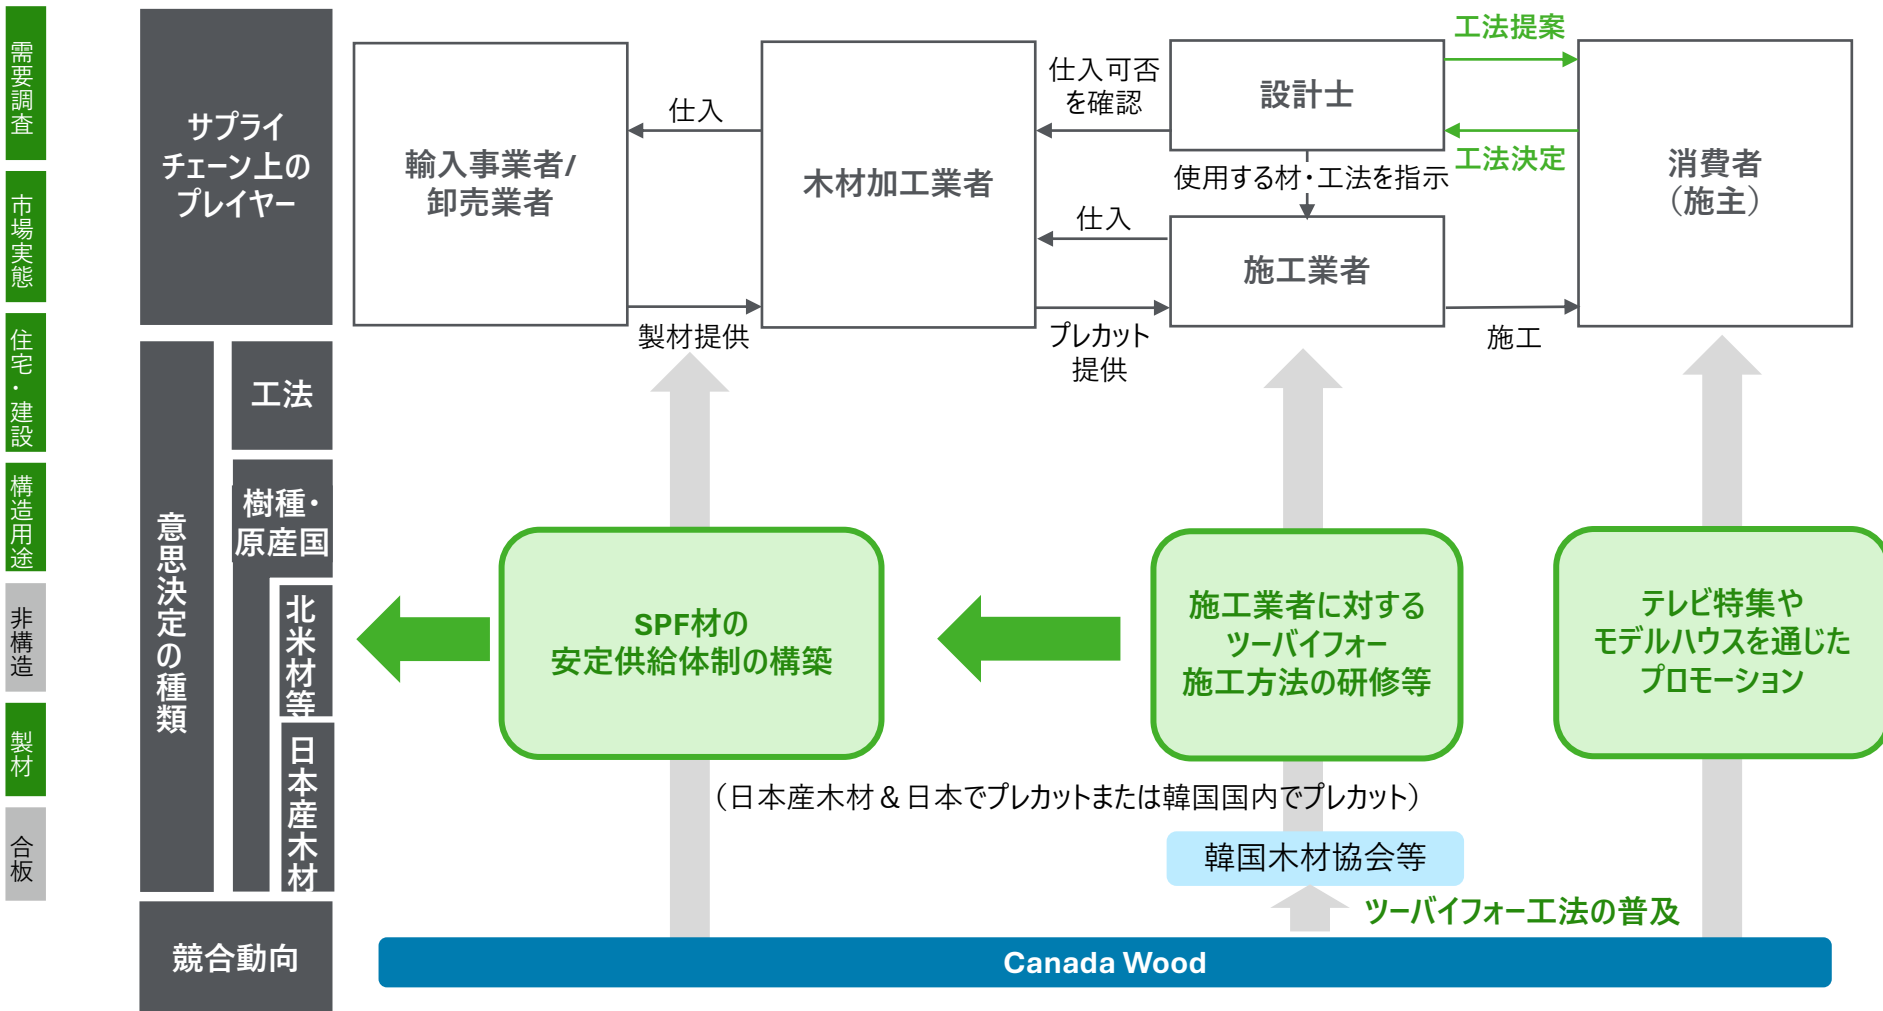 需要調査
市場実態
住宅・建設
構造用途
非構造
製材
合板
サプライ
チェーン上の
プレイヤー
輸入事業者/
卸売業者
仕入
製材提供
木材加工業者
仕入可否
を確認
仕入
プレカット
提供
設計士
使用する材・工法を指示
施工業者
工法提案
工法決定
施工
消費者
（施主）
意思決定の種類
工法
樹種・
原産国
北米材等
日本産木材
SPF材の
安定供給体制の構築
施工業者に対する
ツーバイフォー
施工方法の研修等
テレビ特集や
モデルハウスを通じた
プロモーション
（日本産木材＆日本でプレカットまたは韓国国内でプレカット）
韓国木材協会等
ツーバイフォー工法の普及
競合動向
Canada Wood